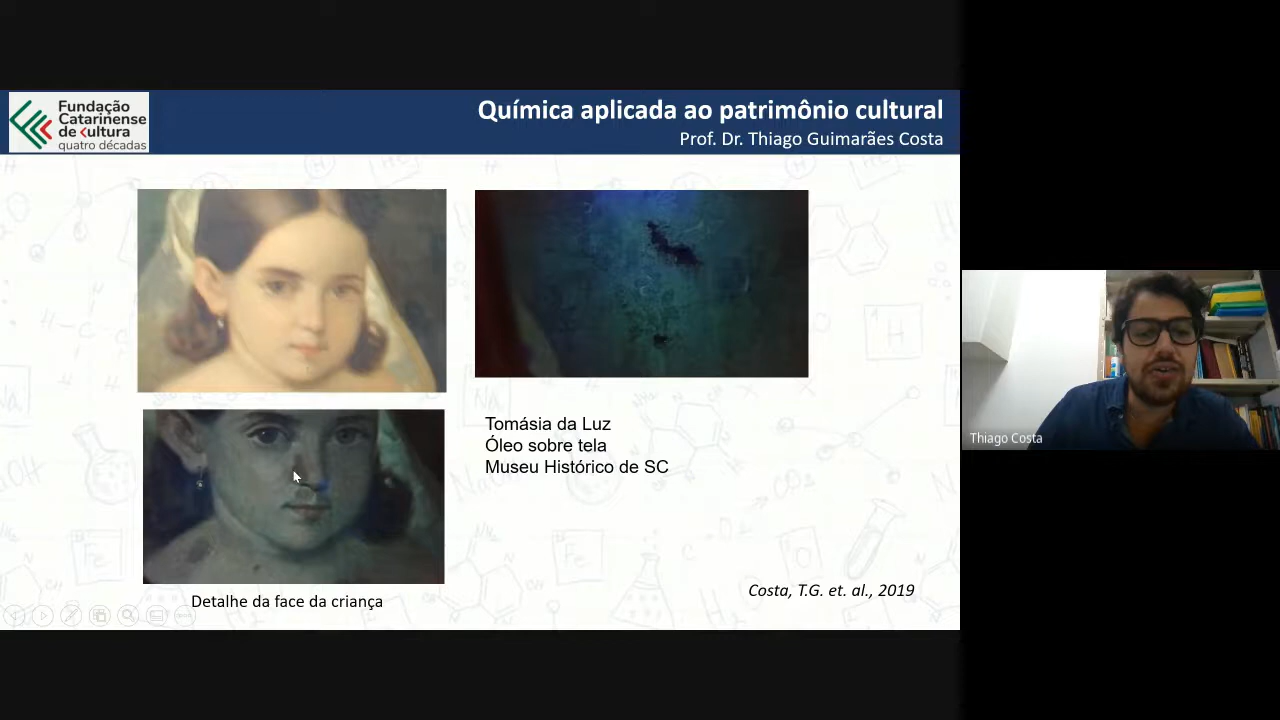 Fundação
Catarinense
de cultura
quatro décadas
Química aplicada ao patrimônio cultural
Prof. Dr. Thiago Guimarães Costa
Tomásia da Luz
Óleo sobre tela
Museu Histórico de SC
Costa, T.G. et. al., 2019
Detalhe da face da criança
Thiago Costa